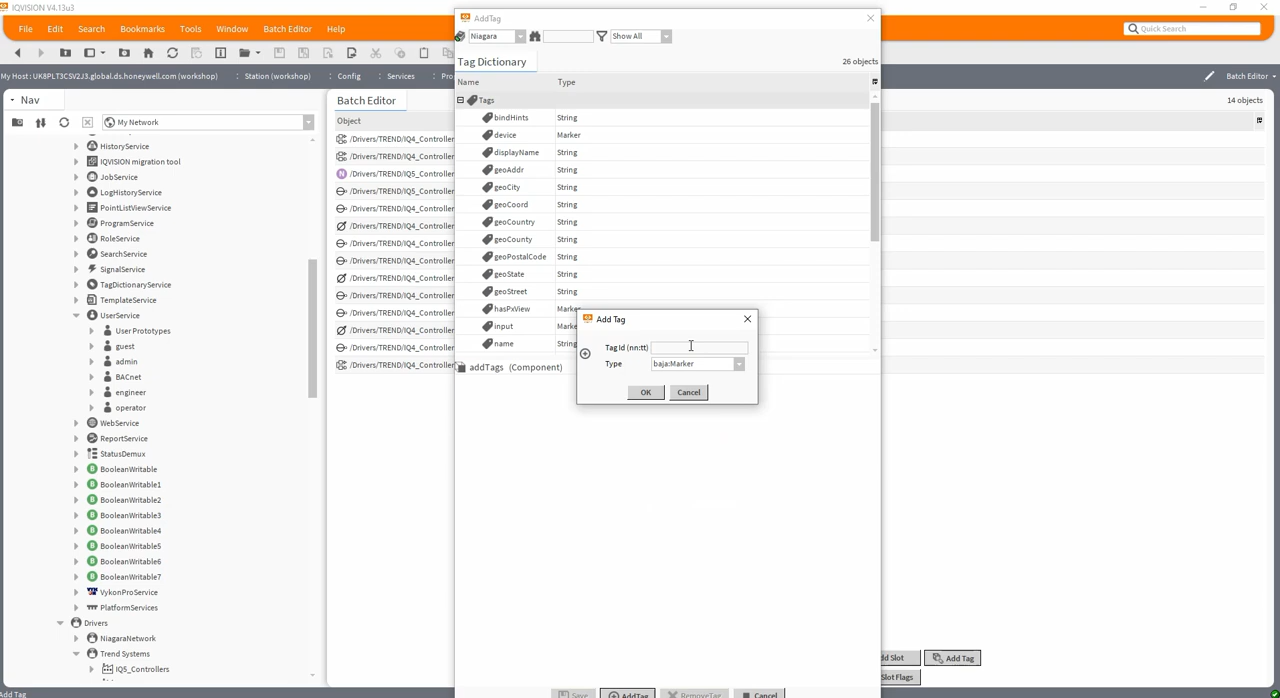 IQVISION V4.13u3
File Edit Search Bookmarks Tools Window Batch Editor Help
Quick Search
My Host : UK8PLT3CSV2J3.global.ds.honeywell.com (workshop) : Station (workshop) : Config : Services : Pro
Batch Editor
Nav
My Network
HistoryService
IQVISION migration tool
JobService
LogHistoryService
PointListViewService
ProgramService
RoleService
SearchService
SignalService
TagDictionaryService
TemplateService
UserService
User Prototypes
guest
admin
BACnet
engineer
operator
WebService
ReportService
StatusDemux
BooleanWritable
BooleanWritable1
BooleanWritable2
BooleanWritable3
BooleanWritable4
BooleanWritable5
BooleanWritable6
BooleanWritable7
VykonProService
PlatformServices
Drivers
NiagaraNetwork
Trend Systems
IQ5_Controllers
Add Tag
Batch Editor
14 objects
Object
/Drivers/TREND/IQ4_Controller
/Drivers/TREND/IQ4_Controller
/Drivers/TREND/IQ5_Controller
/Drivers/TREND/IQ5_Controller
/Drivers/TREND/IQ4_Controller
/Drivers/TREND/IQ4_Controller
/Drivers/TREND/IQ4_Controller
/Drivers/TREND/IQ4_Controller
/Drivers/TREND/IQ4_Controller
/Drivers/TREND/IQ4_Controller
/Drivers/TREND/IQ4_Controller
/Drivers/TREND/IQ4_Controller
/Drivers/TREND/IQ4_Controller
/Drivers/TREND/IQ4_Controller
dd Slot
Add Tag
Slot Flags
AddTag
Niagara
Show All
Tag Dictionary
26 objects
Name Type
Tags
bindHints String
device Marker
displayName String
geoAddr String
geoCity String
geoCoord String
geoCountry String
geoCounty String
geoPostalCode String
geoState String
geoStreet String
hasPxView Marker
input Marke
name String
addTags (Component)
Save
AddTag
RemoveTag
Cancel
Add Tag
Tag Id (nn:tt)
Type baja:Marker
OK Cancel